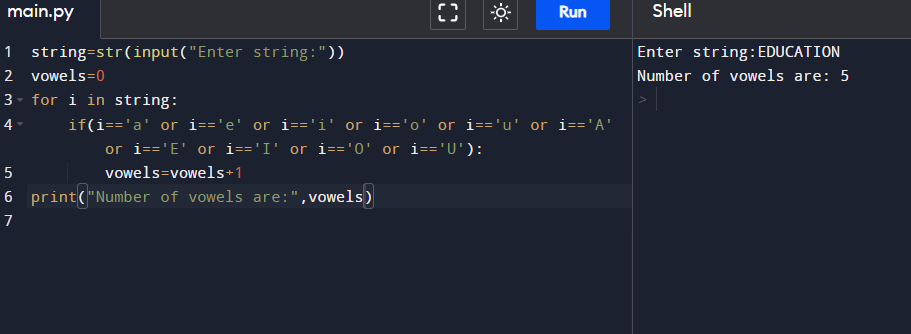 main.py
Run
Shell
1 string=str(input("Enter string:"))
2 vowels=0
3 for i in string:
4 if(i=='a' or i=='e' or i=='i' or i=='o' or i=='u' or i=='A'
or i=='E' or i=='I' or i=='O' or i=='U'):
5 vowels=vowels+1
6 print("Number of vowels are:",vowels)
7
Enter string:EDUCATION
Number of vowels are: 5
>